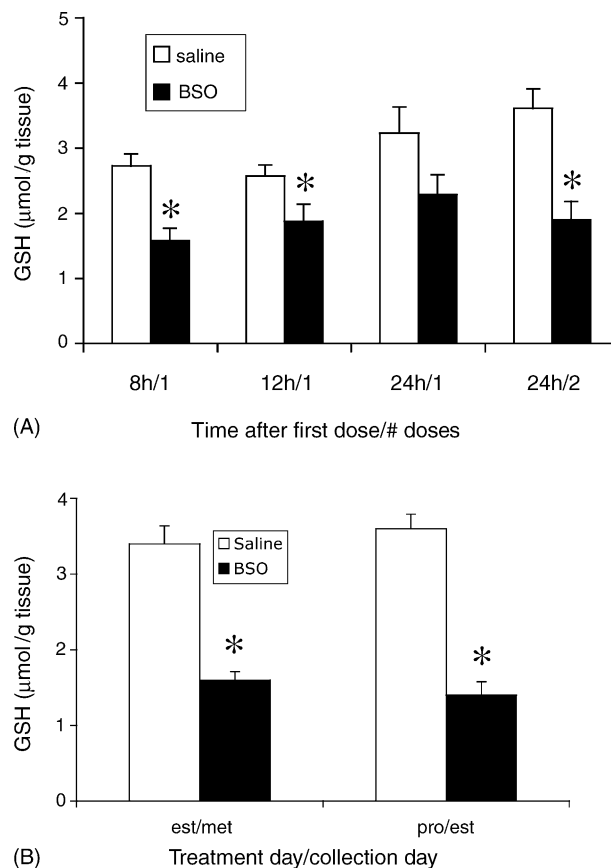 5
4
3
2
1
0
GSH (μmol/g tissue)
saline
BSO
*
*
*
8h/1
12h/1
24h/1
24h/2
(A)
Time after first dose/# doses
4
3
2
1
0
GSH (μmol/g tissue)
Saline
BSO
*
*
est/met
pro/est
(B)
Treatment day/collection day